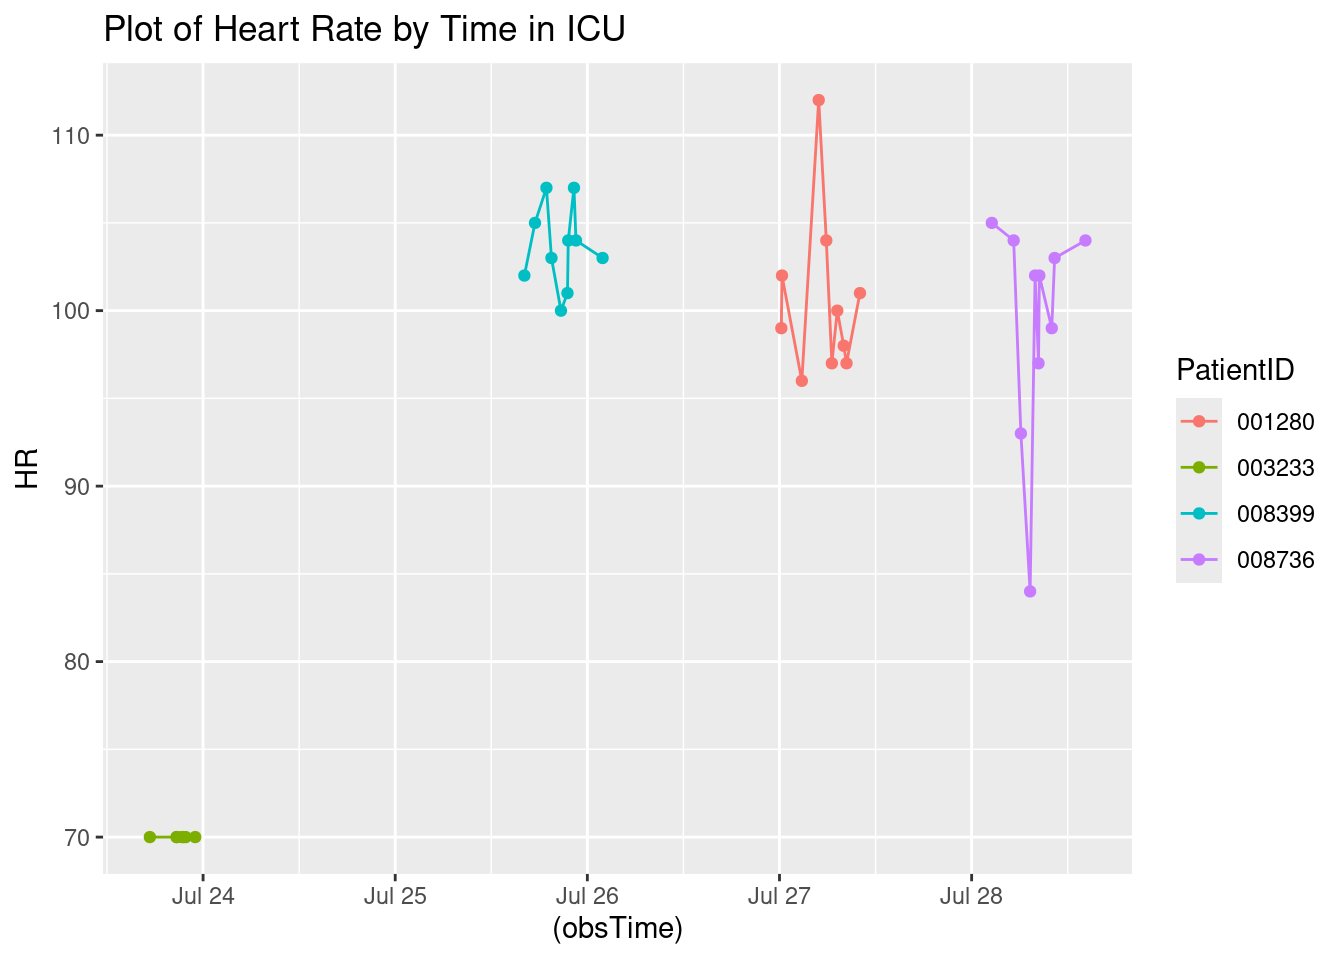 Plot of Heart Rate by Time in ICU
110
100
90
80
70
HR
Jul 24
Jul 25
Jul 26
Jul 27
Jul 28
(obsTime)
PatientID
001280
003233
008399
008736